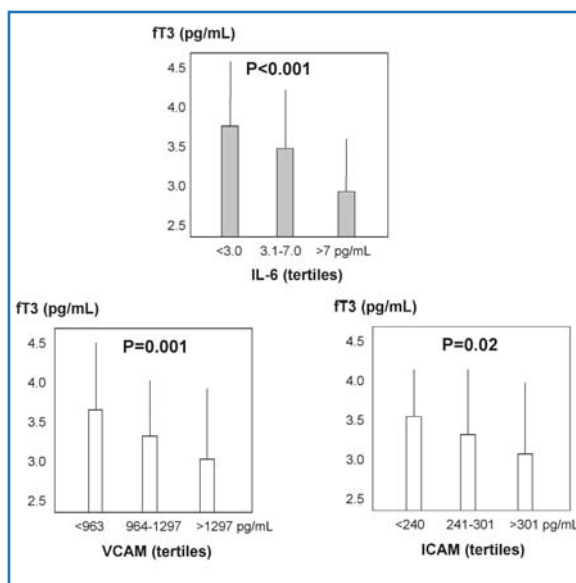 fT3 (pg/mL)
P<0.001
4.5
4.0
3.5
3.0
2.5
<3.0 3.1-7.0 >7 pg/mL
IL-6 (tertiles)
fT3 (pg/mL)
P=0.001
4.5
4.0
3.5
3.0
2.5
<963 964-1297 >1297 pg/mL
VCAM (tertiles)
fT3 (pg/mL)
P=0.02
4.5
4.0
3.5
3.0
2.5
<240 241-301 >301 pg/mL
ICAM (tertiles)